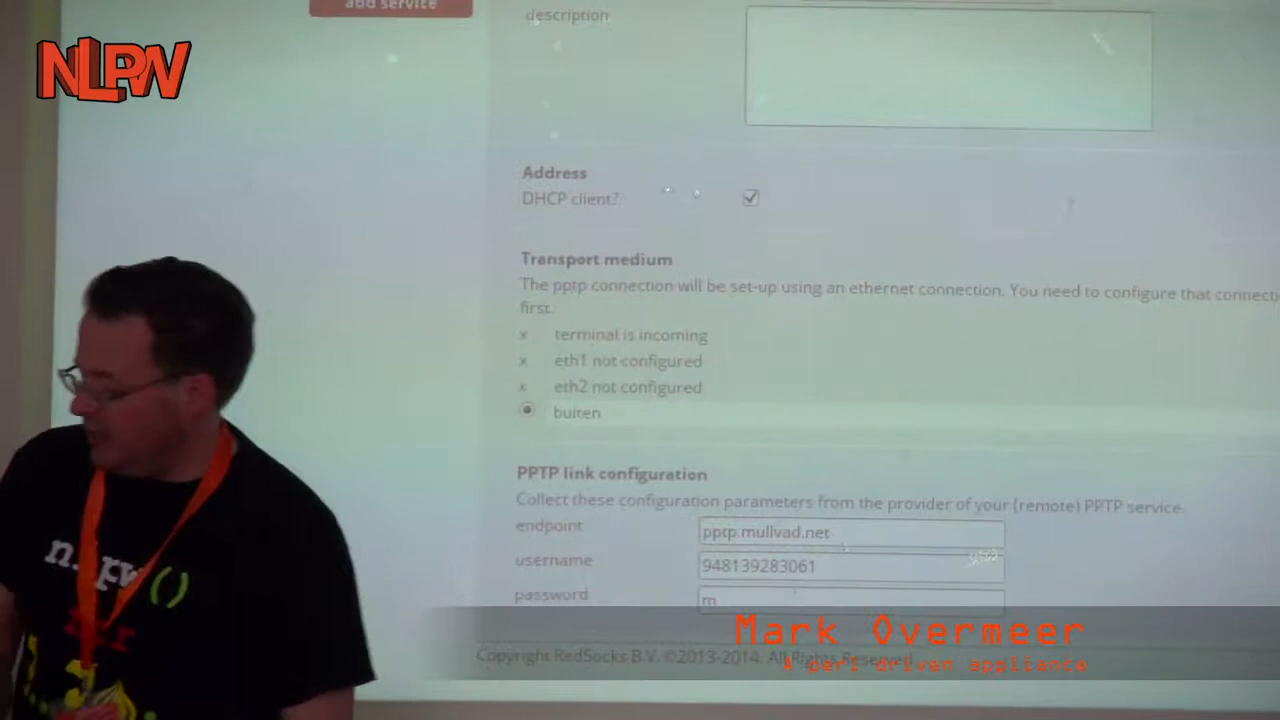 add service
NLPW
description
Address
DHCP client?
Transport medium
The pptp connection will be set-up using an ethernet connection. You need to configure that connecti
first.
x terminal is incoming
x eth1 not configured
x eth2 not configured
buiten
PPTP link configuration
Collect these configuration parameters from the provider of your (remote) PPTP service.
endpoint pptp.mullvad.net
username 948139283061
password m
Mark Overmeer
Copyright RedSocks B.V. ©2013-2014. All Rights Reserved
A perl driven appliance
()